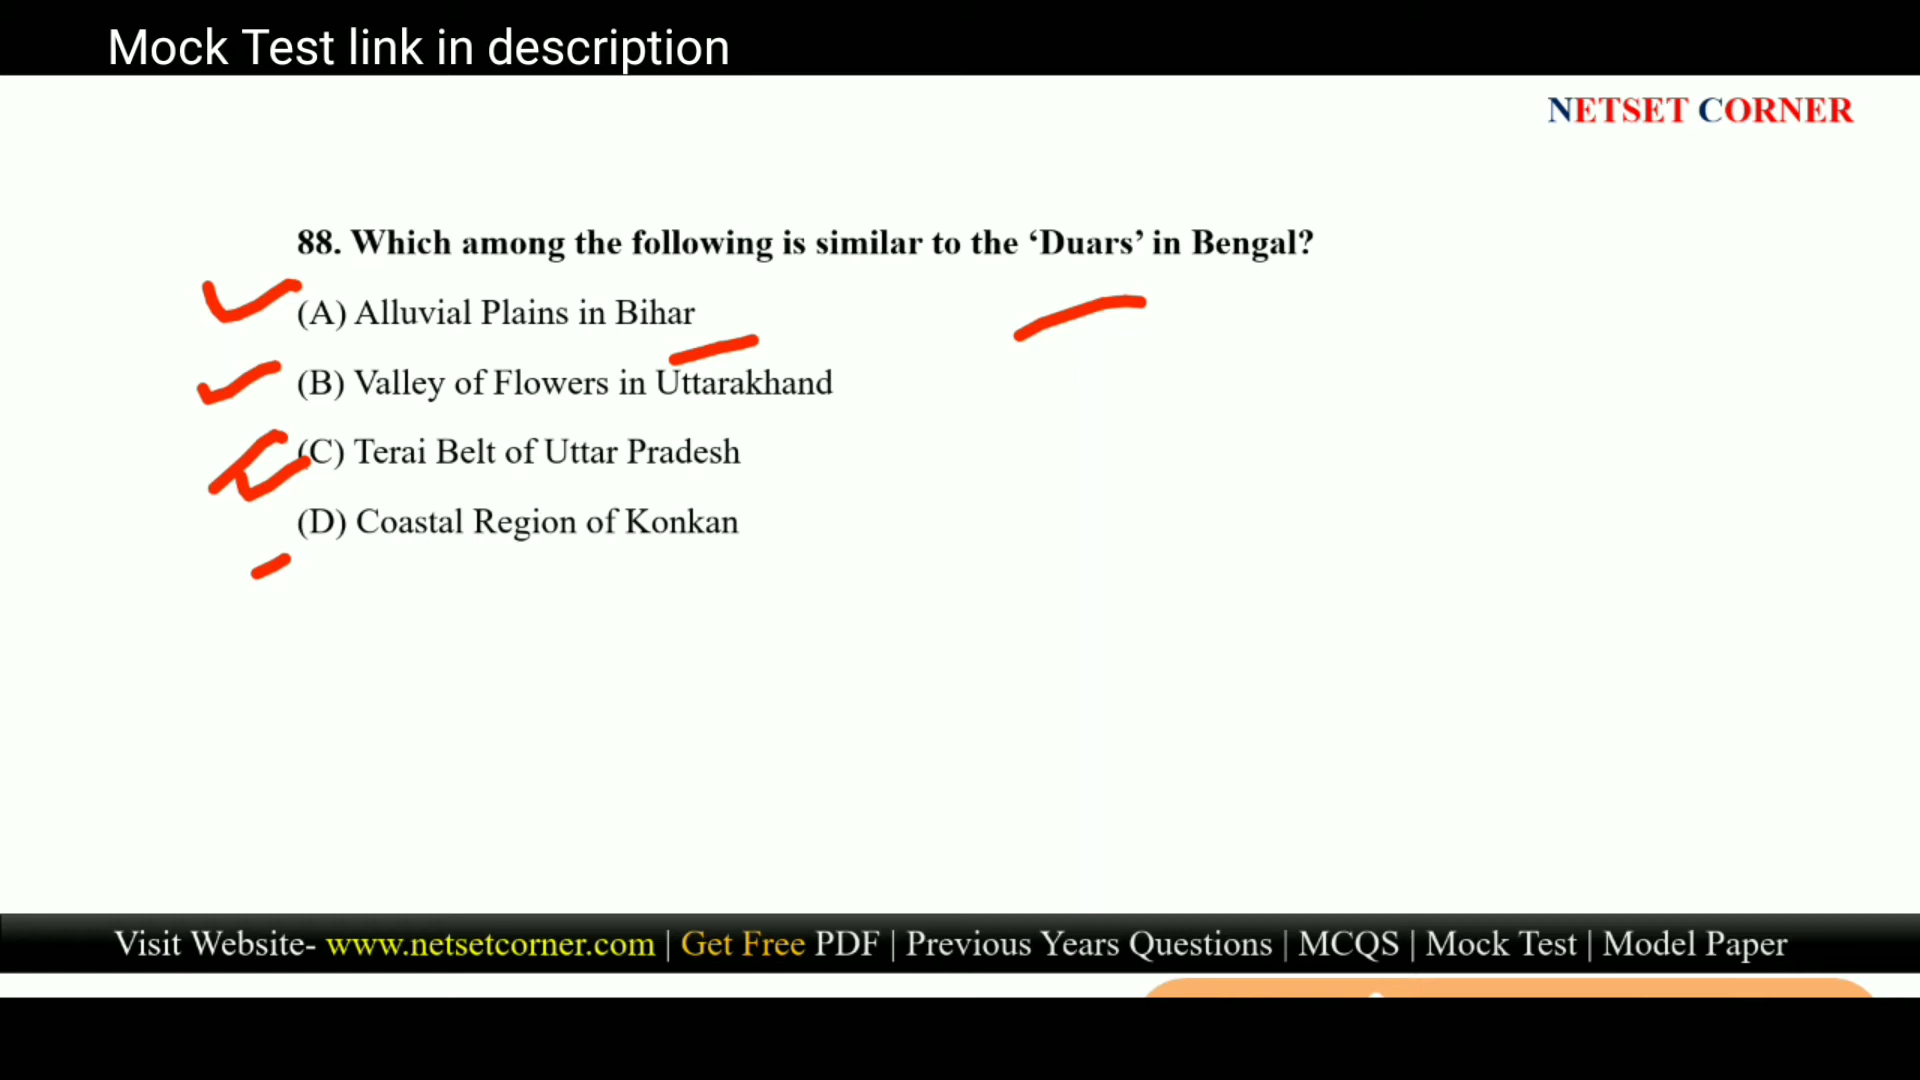 Mock Test link in description
NETSET CORNER
88. Which among the following is similar to the ‘Duars’ in Bengal?
(A) Alluvial Plains in Bihar
(B) Valley of Flowers in Uttarakhand
(C) Terai Belt of Uttar Pradesh
(D) Coastal Region of Konkan
Visit Website- www.netsetcorner.com | Get Free PDF | Previous Years Questions | MCQS | Mock Test | Model Paper